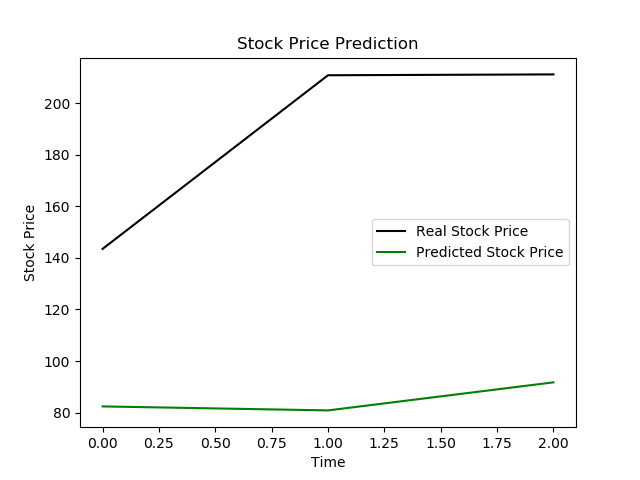 Stock Price Prediction
Stock Price
200
180
160
140
120
100
80
Real Stock Price
Predicted Stock Price
0.00 0.25 0.50 0.75 1.00 1.25 1.50 1.75 2.00
Time